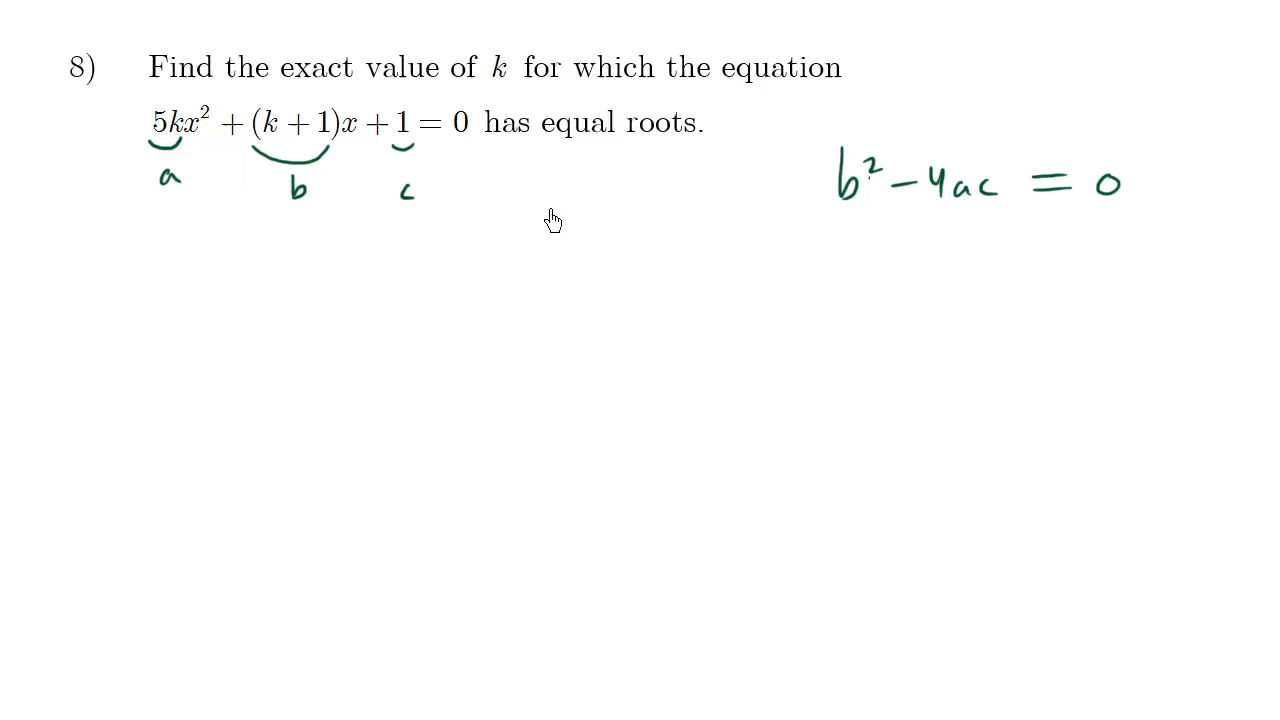 8) Find the exact value of k for which the equation
5kx² + (k + 1)x + 1 = 0 has equal roots.
a b c
b² − 4ac = 0